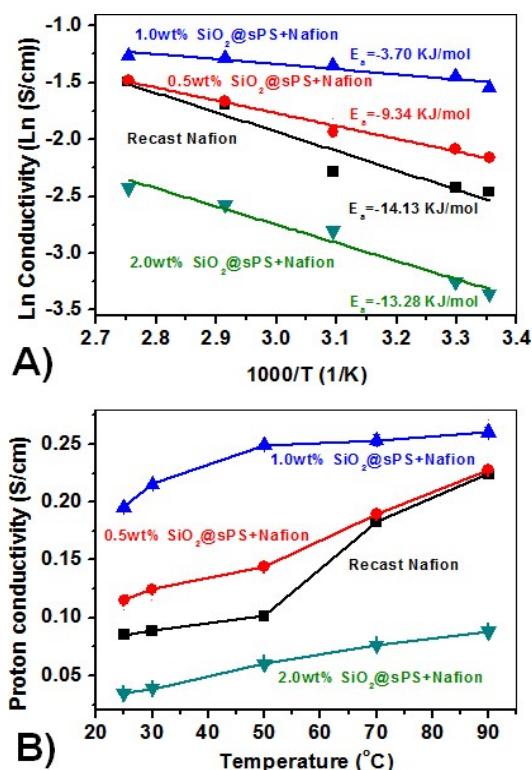 -1.0
-1.5
-2.0
-2.5
-3.0
-3.5
Ln Conductivity (Ln (S/cm))
1.0wt% SiO2@sPS+Nafion
Ea=-3.70 KJ/mol
0.5wt% SiO2@sPS+Nafion
Ea=-9.34 KJ/mol
Recast Nafion
Ea=-14.13 KJ/mol
2.0wt% SiO2@sPS+Nafion
Ea=-13.28 KJ/mol
2.7 2.8 2.9 3.0 3.1 3.2 3.3 3.4
1000/T (1/K)
A)
0.25
0.20
0.15
0.10
0.05
Proton conductivity (S/cm)
1.0wt% SiO2@sPS+Nafion
0.5wt% SiO2@sPS+Nafion
Recast Nafion
2.0wt% SiO2@sPS+Nafion
20 30 40 50 60 70 80 90
Temperature (°C)
B)